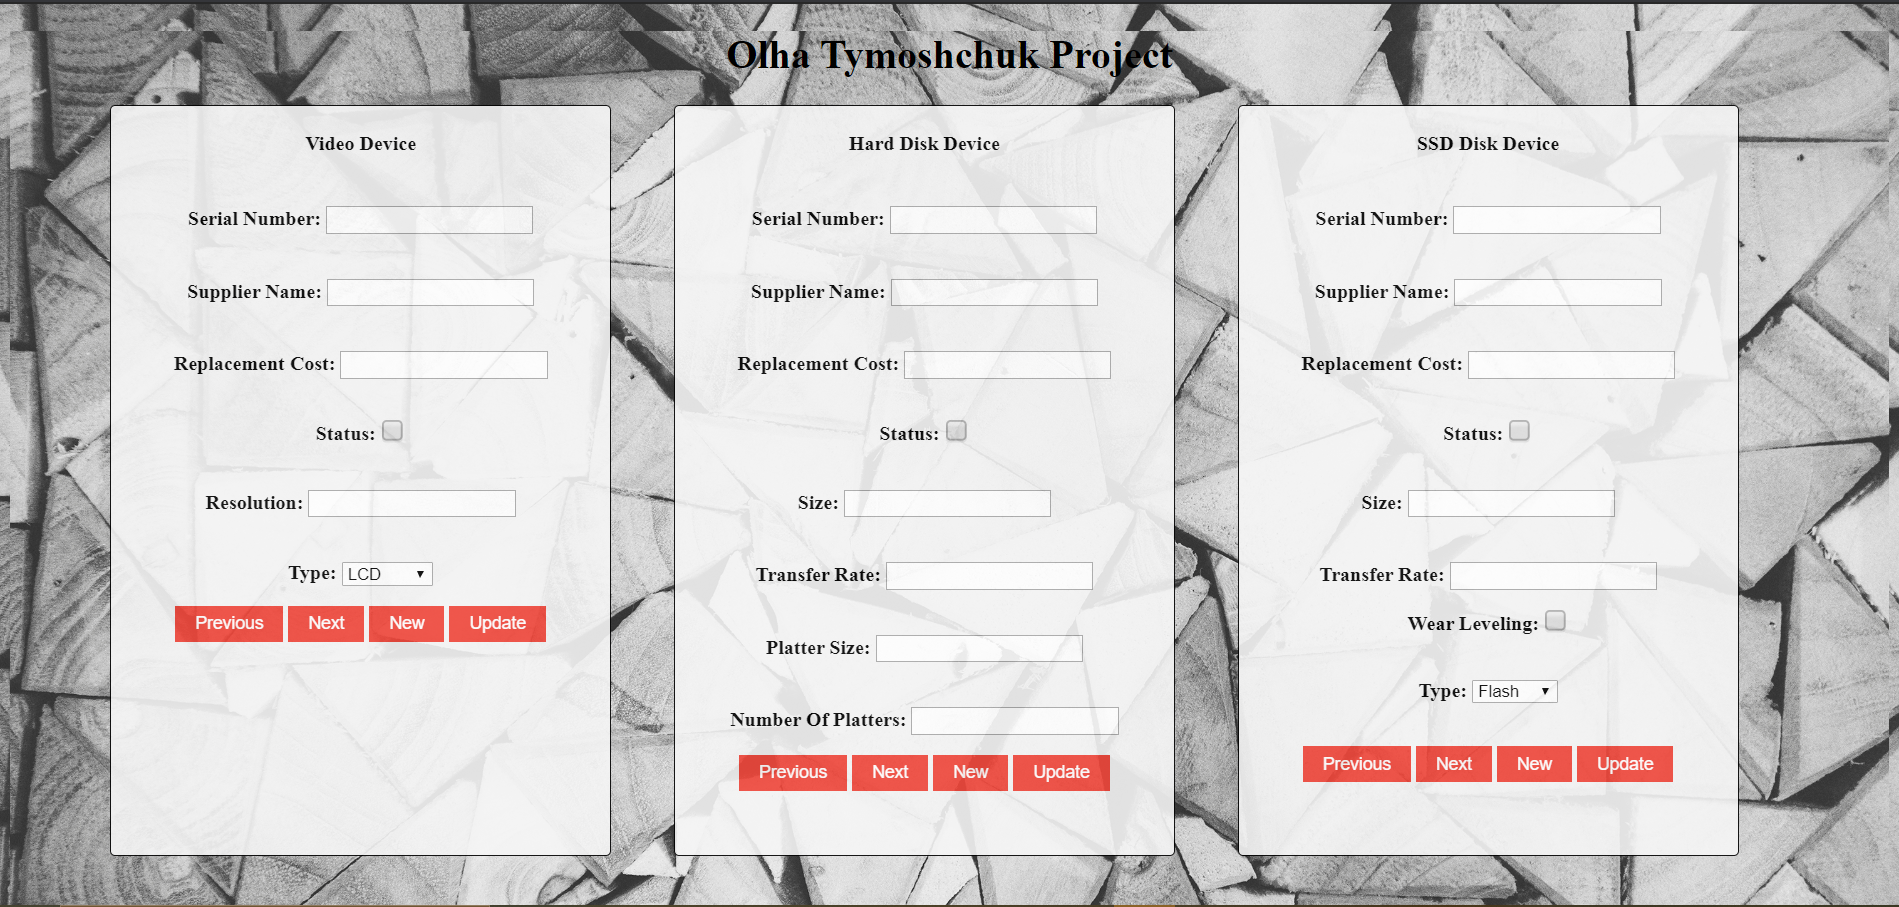 Olha Tymoshchuk Project
Video Device
Serial Number:
Supplier Name:
Replacement Cost:
Status:
Resolution:
Type: LCD
Previous Next New Update
Hard Disk Device
Serial Number:
Supplier Name:
Replacement Cost:
Status:
Size:
Transfer Rate:
Platter Size:
Number Of Platters:
Previous Next New Update
SSD Disk Device
Serial Number:
Supplier Name:
Replacement Cost:
Status:
Size:
Transfer Rate:
Wear Leveling:
Type: Flash
Previous Next New Update